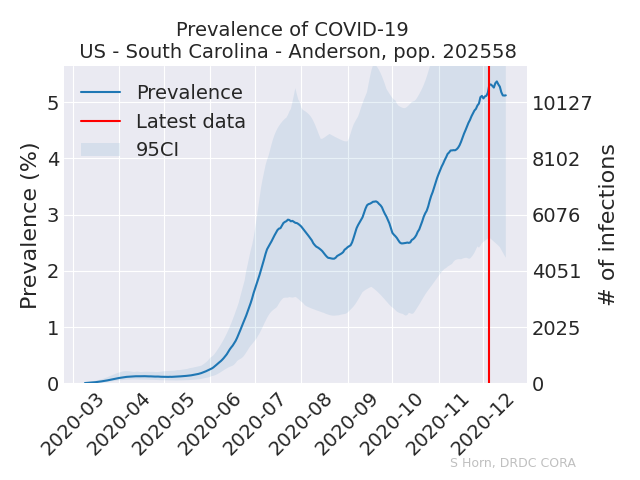 Prevalence of COVID-19
US - South Carolina - Anderson, pop. 202558
Prevalence
Latest data
95CI
Prevalence (%)
5
4
3
2
1
0
10127
8102
6076
4051
2025
0
# of infections
2020-03
2020-04
2020-05
2020-06
2020-07
2020-08
2020-09
2020-10
2020-11
2020-12
S Horn, DRDC CORA